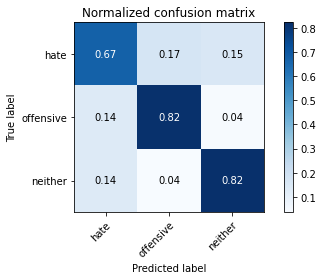 Normalized confusion matrix
True label
hate
offensive
neither
0.67 0.17 0.15
0.14 0.82 0.04
0.14 0.04 0.82
hate
offensive
neither
Predicted label
0.8
0.7
0.6
0.5
0.4
0.3
0.2
0.1